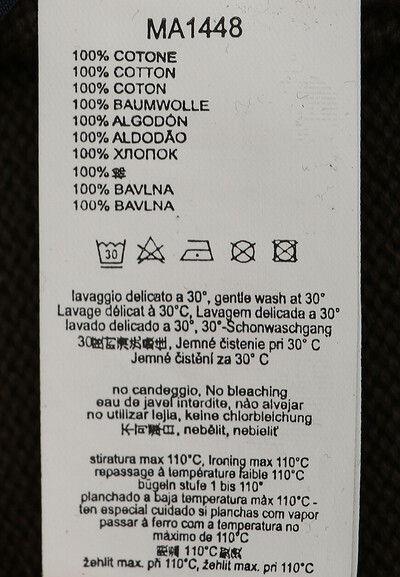 MA1448
100% COTONE
100% COTTON
100% COTON
100% BAUMWOLLE
100% ALGODÓN
100% ALGODÃO
100% ХЛОПОК
100%
100% BAVLNA
100% BAVLNA
30
lavaggio delicato a 30°, gentle wash at 30°
Lavage délicat à 30°C, Lavagem delicada a 30°
lavado delicado a 30°, 30°-Schonwaschgang
30 Jemné čistenie pri 30° C
Jemné čistění za 30° C
no candeggio, No bleaching
eau de javel interdite, não alvejar
no utilizar lejia, keine chlorbleichung
nebělit, nebieliť
stiratura max 110°C, Ironing max 110°C
repassage à température faible 110°C
bügeln stufe 1 bis 110°
planchado a baja temperatura màx 110°C -
ten especial cuidado si planchas con vapor
passar à ferro com a temperatura no
máximo de 110°C
110°C
žehlit max. při 110°C, žehliť max. pri 110°C